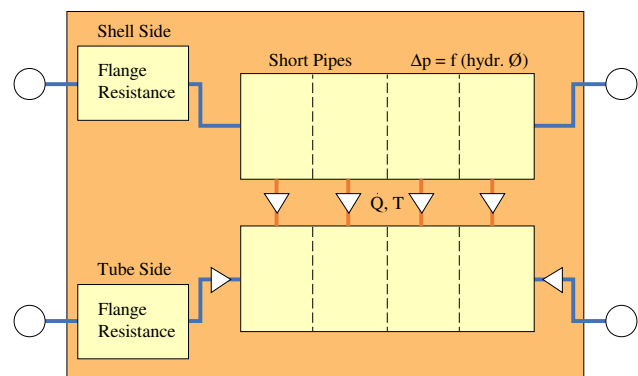 Shell Side
Flange
Resistance
Short Pipes
Δp = f (hydr. Ø)
Q̇, T
Tube Side
Flange
Resistance